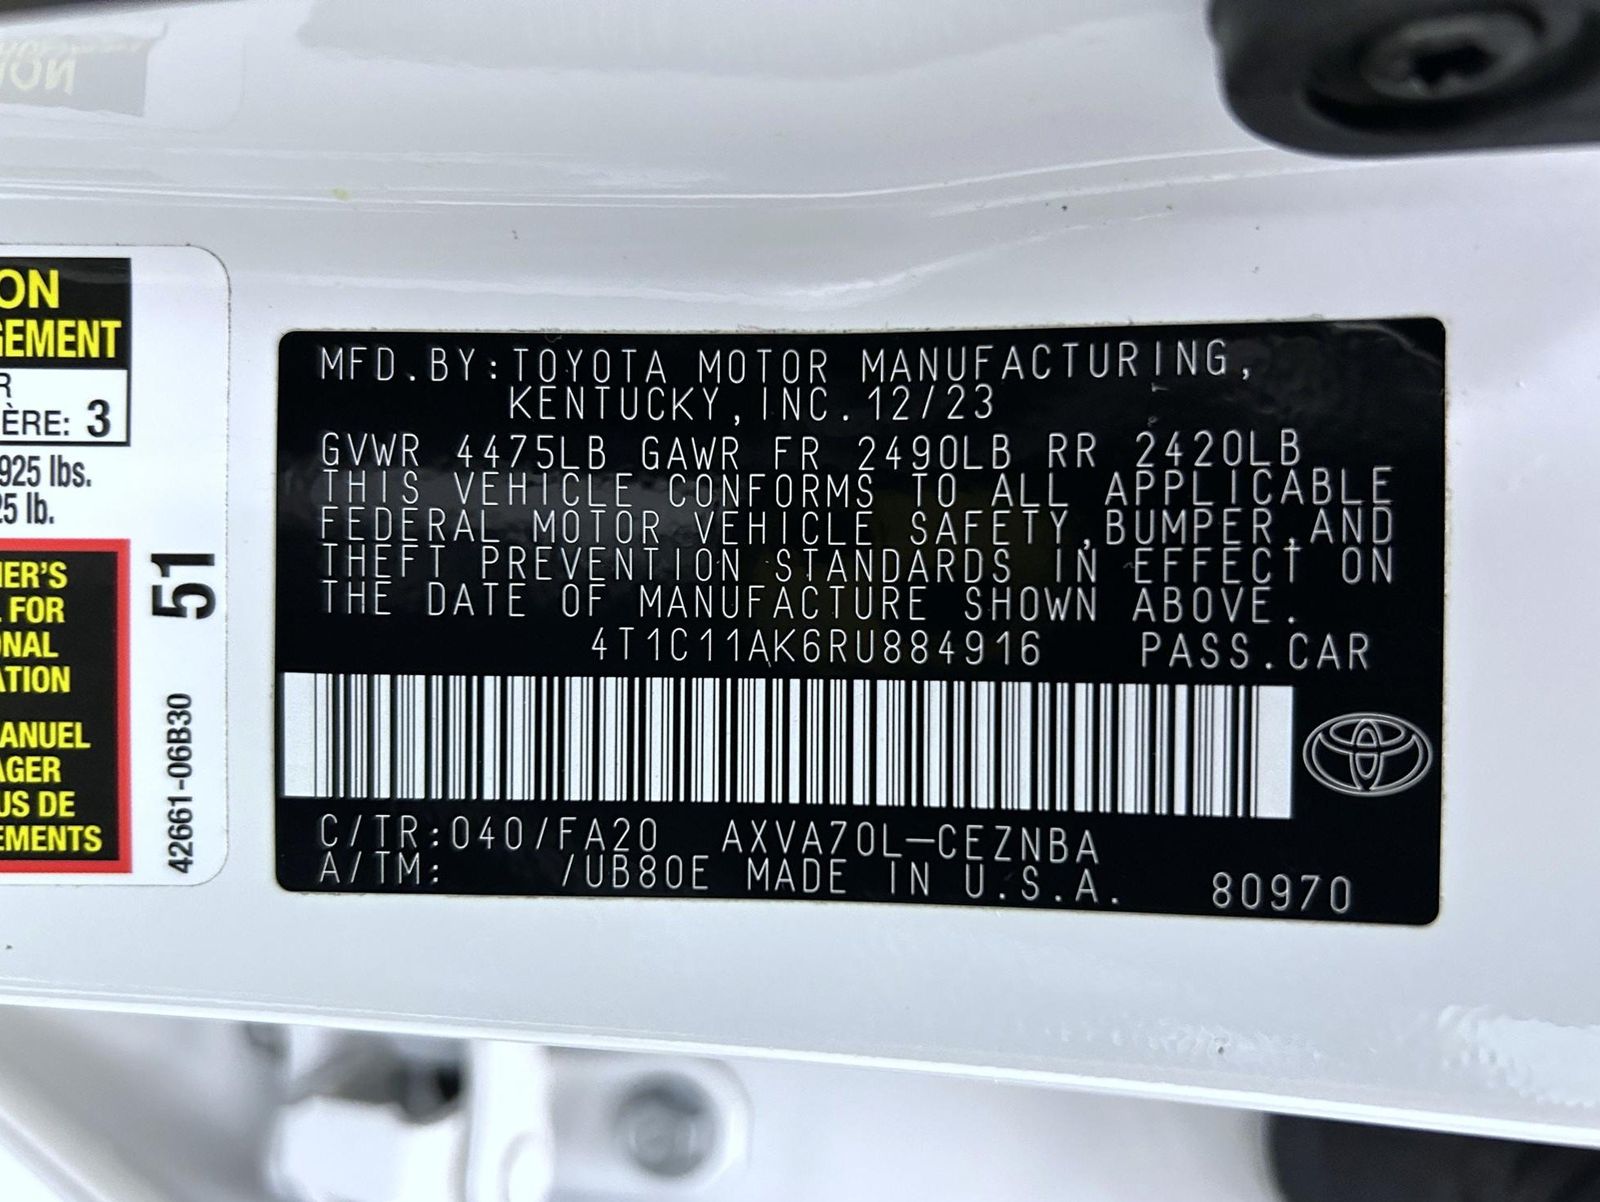 ON
GEMENT
R
ÈRE: 3
925 lbs.
25 lb.
ER'S
FOR
NAL
ATION
ANUEL
AGER
US DE
EMENTS
51
42661-06B30
MFD.BY:TOYOTA MOTOR MANUFACTURING,
KENTUCKY,INC.12/23
GVWR 4475LB GAWR FR 2490LB RR 2420LB
THIS VEHICLE CONFORMS TO ALL APPLICABLE
FEDERAL MOTOR VEHICLE SAFETY,BUMPER,AND
THEFT PREVENTION STANDARDS IN EFFECT ON
THE DATE OF MANUFACTURE SHOWN ABOVE.
4T1C11AK6RU884916 PASS.CAR
C/TR:040/FA20 AXVA70L-CEZNBA
A/TM: /UB80E MADE IN U.S.A. 80970